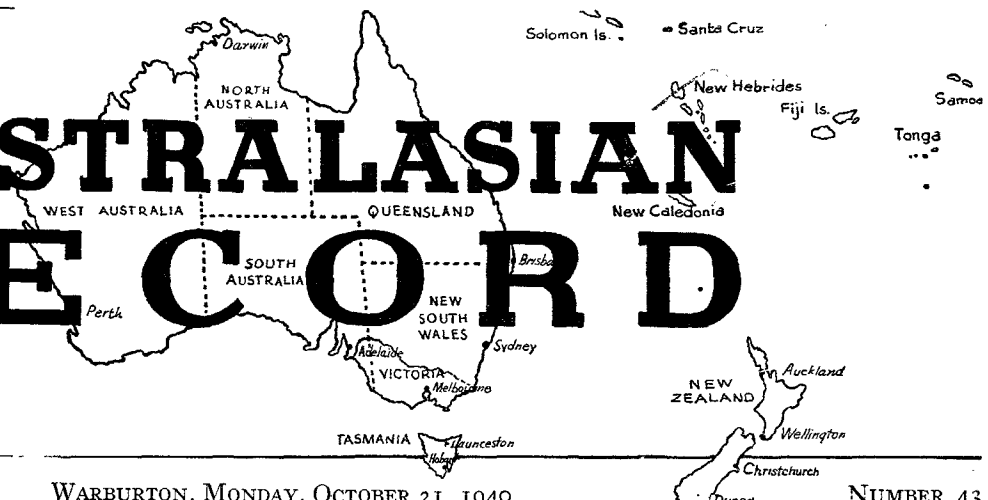 Solomon Is.
Santa Cruz
Darwin
New Hebrides
NORTH
AUSTRALIA
Samoa
Fiji Is.
STRALASIAN
Tonga
WEST AUSTRALIA
QUEENSLAND
New Caledonia
ECORD
SOUTH
AUSTRALIA
Brisba
NEW
SOUTH
WALES
Perth
Sydney
Adelaide
VICTORIA
Melbourne
Auckland
NEW
ZEALAND
TASMANIA
Launceston
Wellington
Hobart
Christchurch
WARBURTON, MONDAY, OCTOBER 21, 1940
NUMBER 43